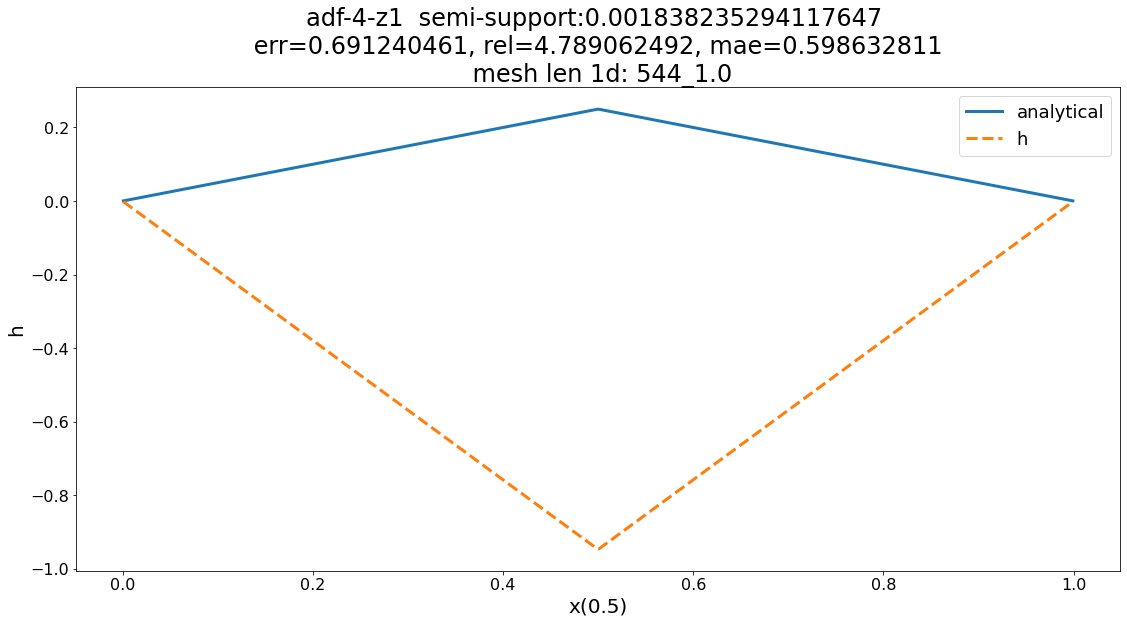 adf-4-z1  semi-support:0.001838235294117647
err=0.691240461, rel=4.789062492, mae=0.598632811
mesh len 1d: 544_1.0
analytical
h
h
0.2
0.0
−0.2
−0.4
−0.6
−0.8
−1.0
0.0
0.2
0.4
0.6
0.8
1.0
x(0.5)